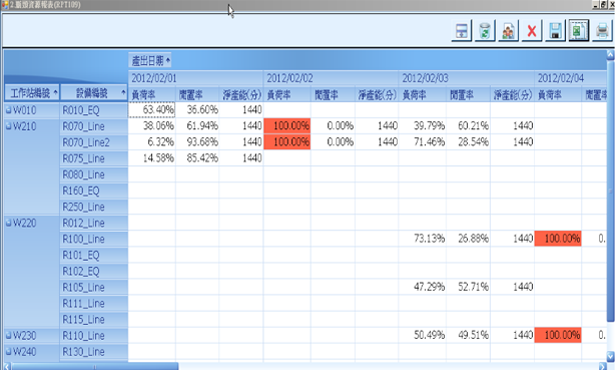 2.瓶頸資源報表(RPT109)
產出日期
2012/02/01 2012/02/02 2012/02/03 2012/02/04
工作站編號 設備編號 負荷率 閒置率 淨產能(分) 負荷率 閒置率 淨產能(分) 負荷率 閒置率 淨產能(分) 負荷率 閒置率
W010 R010_EQ 63.40% 36.60% 1440
W210 R070_Line 38.06% 61.94% 1440 100.00% 0.00% 1440 39.79% 60.21% 1440
R070_Line2 6.32% 93.68% 1440 100.00% 0.00% 1440 71.46% 28.54% 1440
R075_Line 14.58% 85.42% 1440
R080_Line
R160_EQ
R250_Line
W220 R012_Line
R100_Line 73.13% 26.88% 1440 100.00% 0.
R101_EQ
R102_EQ
R105_Line 47.29% 52.71% 1440
R111_Line
R115_Line
W230 R110_Line 50.49% 49.51% 1440 100.00% 0.
W240 R130_Line